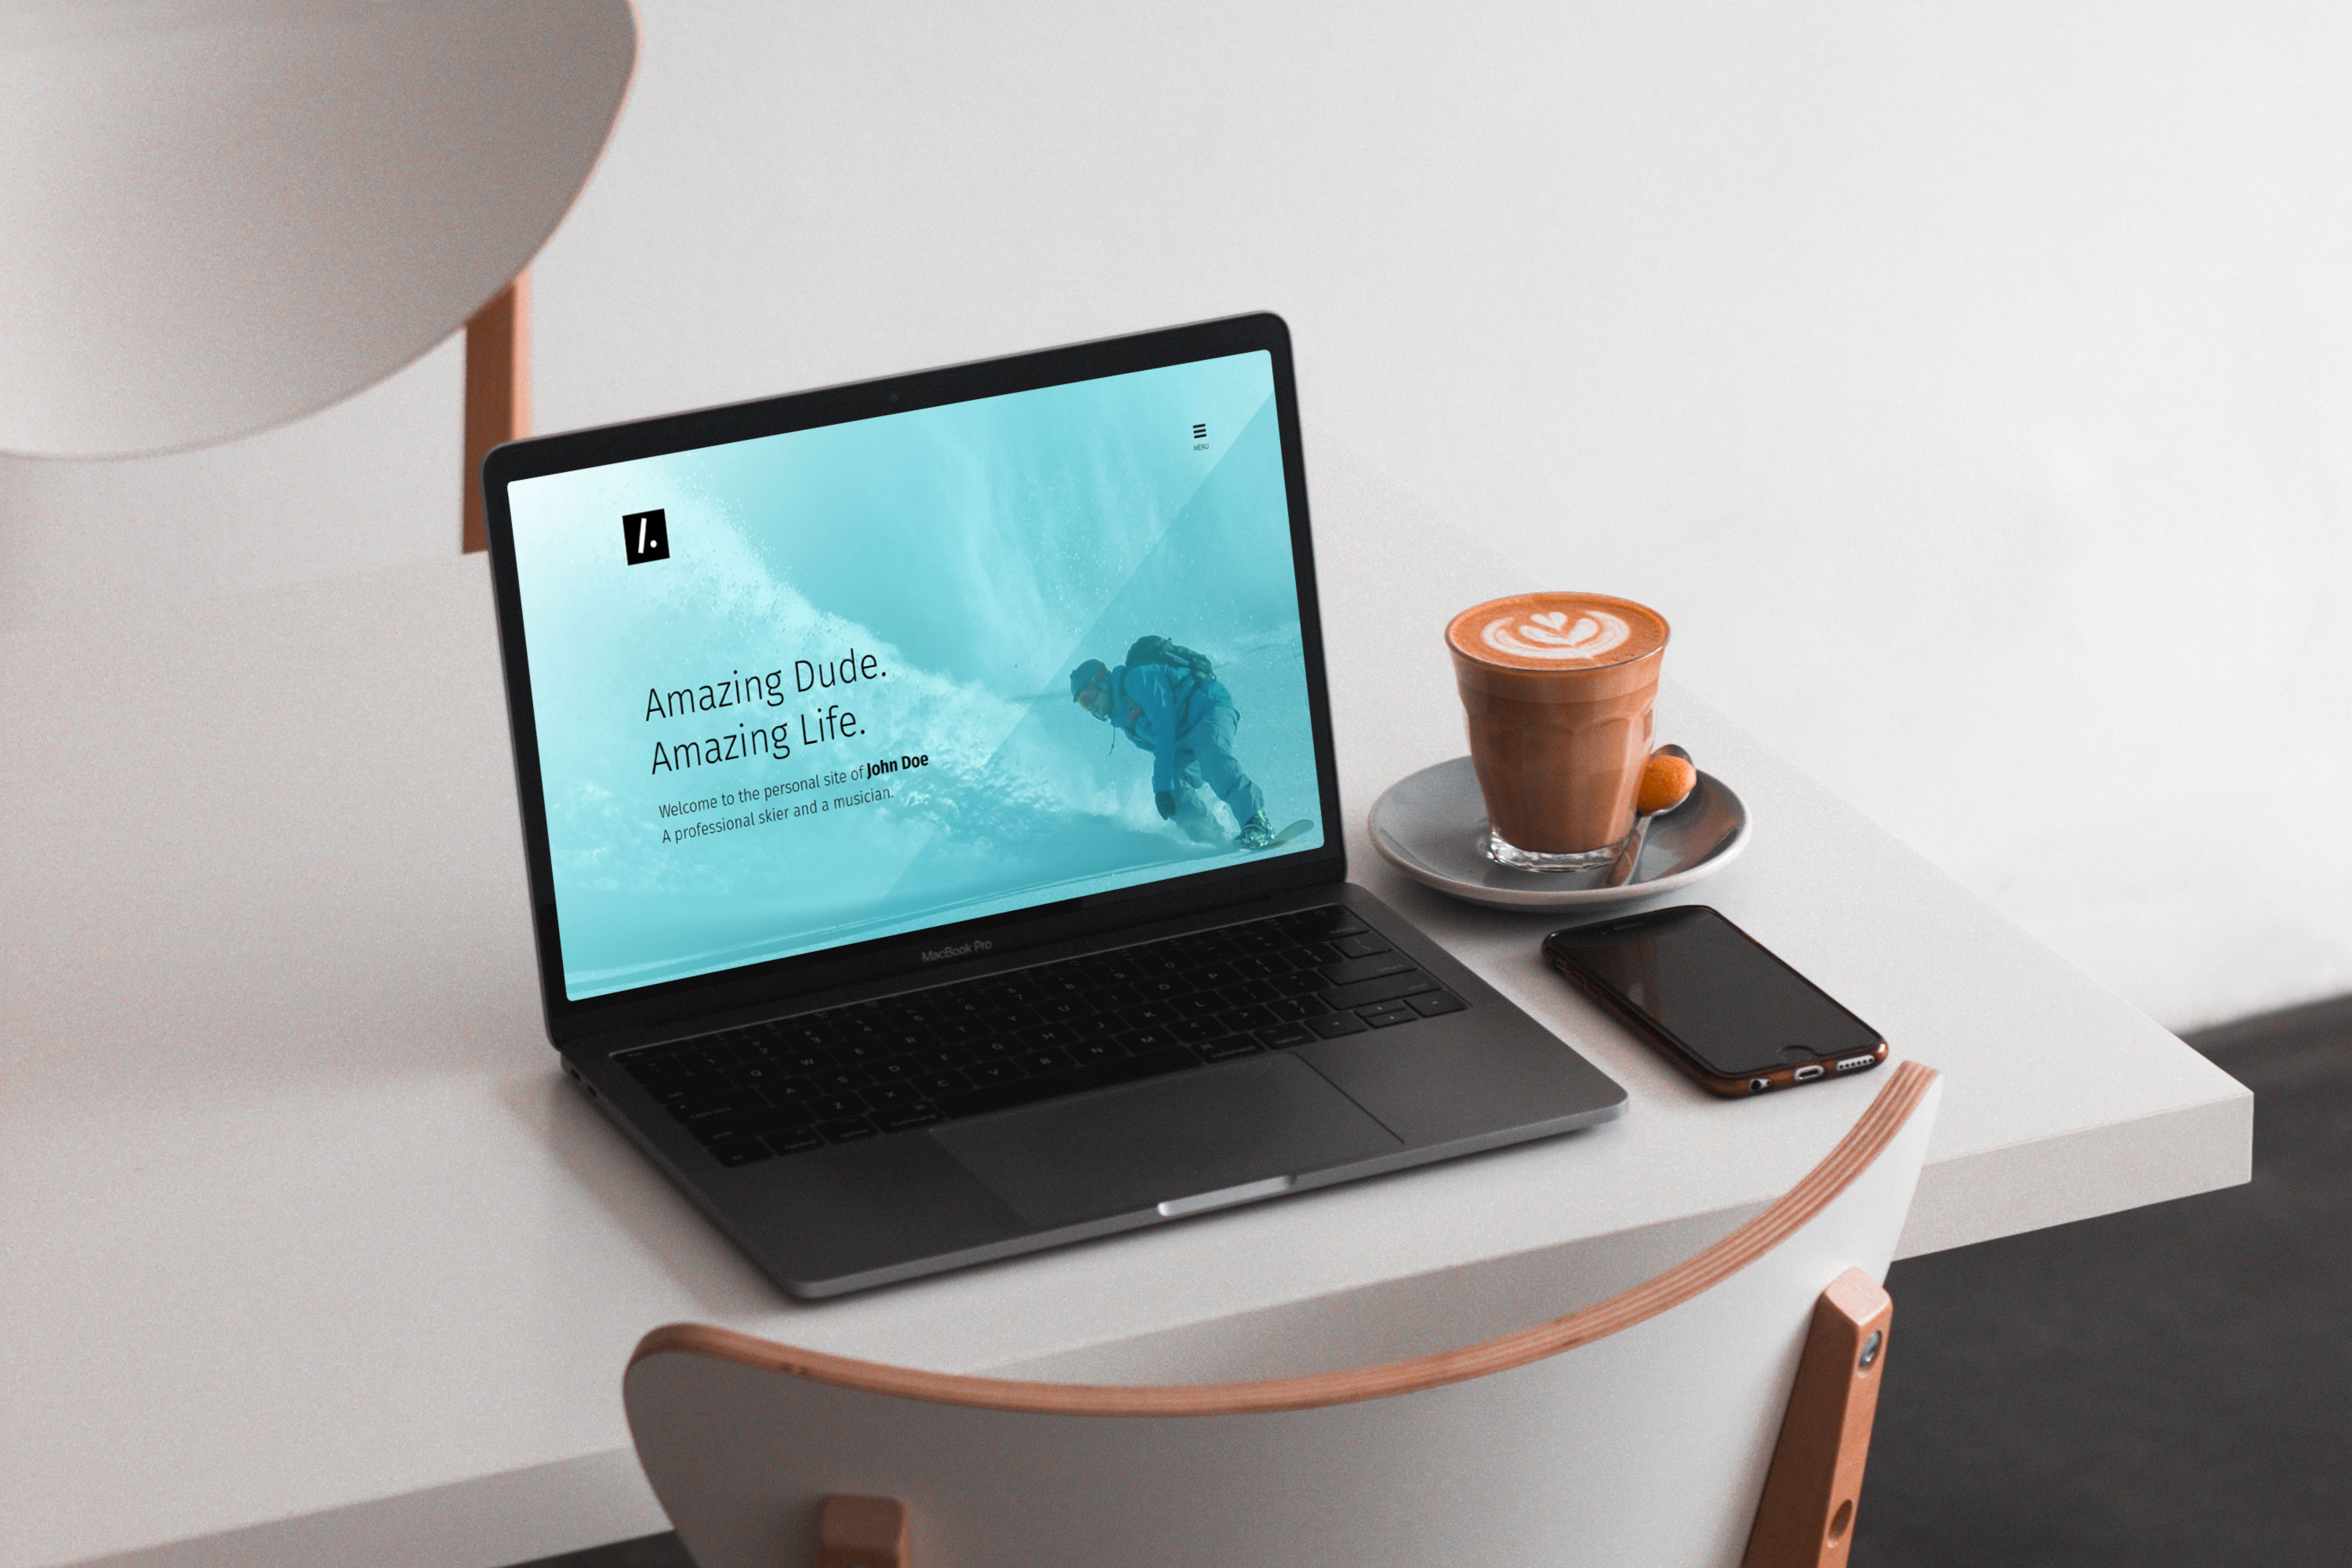 MENU
/.
Amazing Dude.
Amazing Life.
Welcome to the personal site of John Doe
A professional skier and a musician.
MacBook Pro
Q W E R T Y U I O P
A S D F G H J K L
Z X C V B N M